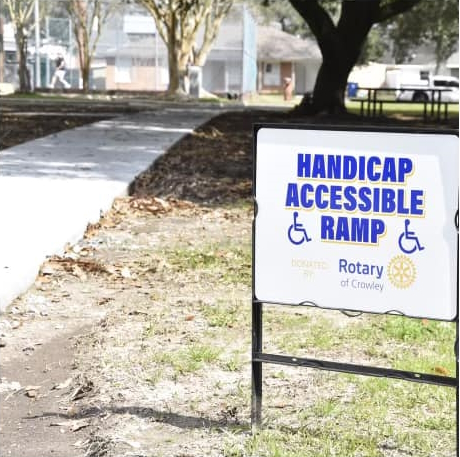 HANDICAP
ACCESSIBLE
RAMP
DONATED
BY
Rotary
of Crowley